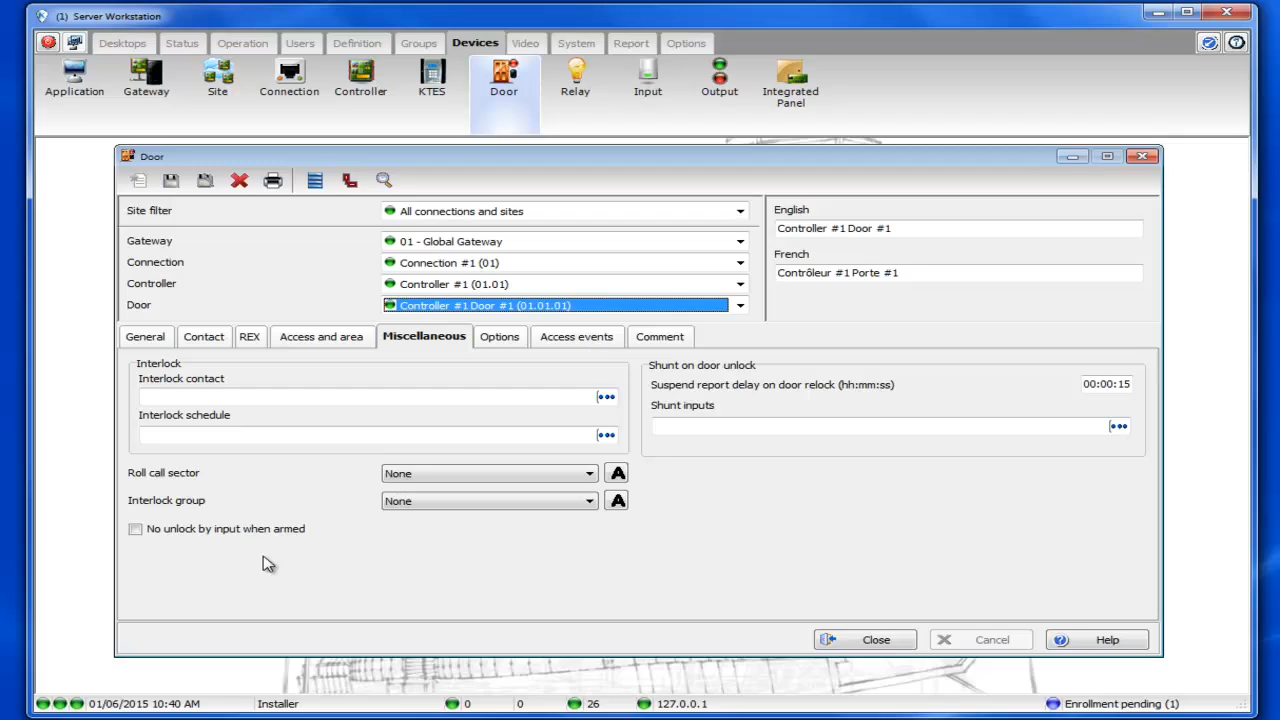 (1) Server Workstation
Desktops Status Operation Users Definition Groups Devices Video System Report Options
Application Gateway Site Connection Controller KTES Door Relay Input Output Integrated Panel
Door
Site filter All connections and sites
English
Controller #1 Door #1
Gateway 01 - Global Gateway
French
Connection Connection #1 (01)
Contrôleur #1 Porte #1
Controller Controller #1 (01.01)
Door Controller #1 Door #1 (01.01.01)
General Contact REX Access and area Miscellaneous Options Access events Comment
Interlock
Interlock contact
Interlock schedule
Shunt on door unlock
Suspend report delay on door relock (hh:mm:ss) 00:00:15
Shunt inputs
Roll call sector None A
Interlock group None A
No unlock by input when armed
Close Cancel Help
01/06/2015 10:40 AM Installer 0 0 26 127.0.0.1 Enrollment pending (1)